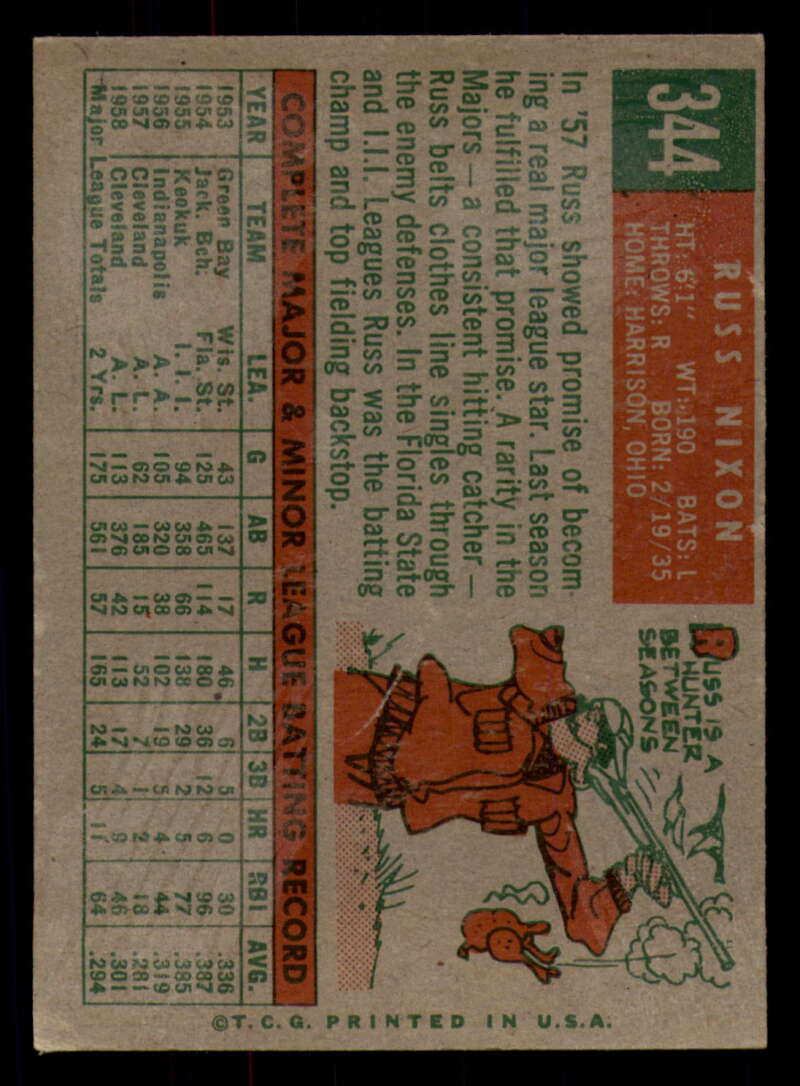 344
RUSS NIXON
HT: 6'1" WT: 190 BATS: L
THROWS: R BORN: 2/19/35
HOME: HARRISON, OHIO
In '57 Russ showed promise of becom-
ing a real major league star. Last season
he fulfilled that promise. A rarity in the
Majors — a consistent hitting catcher —
Russ belts clothes line singles through
the enemy defenses. In the Florida State
and I.I.I. Leagues Russ was the batting
champ and top fielding backstop.
RUSS IS A
HUNTER
BETWEEN
SEASONS
COMPLETE MAJOR & MINOR LEAGUE BATTING RECORD
YEAR TEAM LEA. G AB R H 2B 3B HR RBI AVG.
1953 Green Bay Wis. St. 43 137 17 46 6 5 0 30 .336
1954 Jack. Bch. Fla. St. 125 465 114 180 36 12 6 96 .387
1955 Keokuk I. I. I. 94 358 66 138 29 2 5 77 .385
1956 Indianapolis A. A. 105 320 38 102 19 5 4 44 .319
1957 Cleveland A. L. 62 185 15 52 7 1 2 18 .281
1958 Cleveland A. L. 113 376 42 113 17 4 9 46 .301
Major League Totals 2 Yrs. 175 561 57 165 24 5 11 64 .294
©T.C.G. PRINTED IN U.S.A.